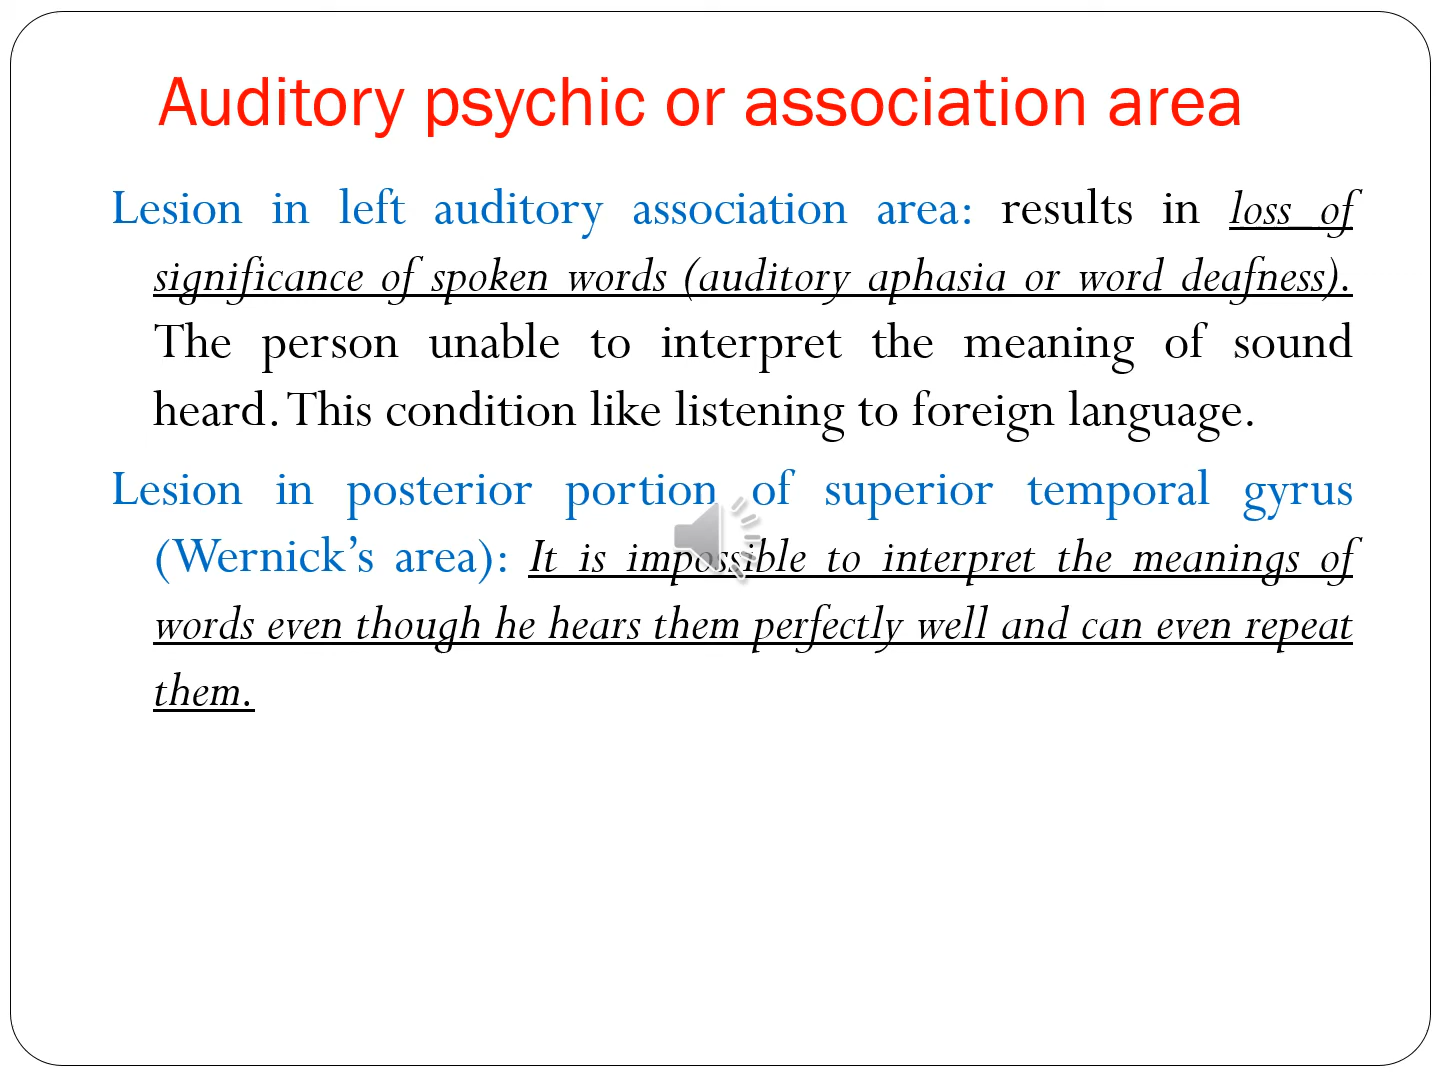 Auditory psychic or association area
Lesion in left auditory association area: results in loss of
significance of spoken words (auditory aphasia or word deafness).
The person unable to interpret the meaning of sound
heard. This condition like listening to foreign language.
Lesion in posterior portion of superior temporal gyrus
(Wernick’s area): It is impossible to interpret the meanings of
words even though he hears them perfectly well and can even repeat
them.